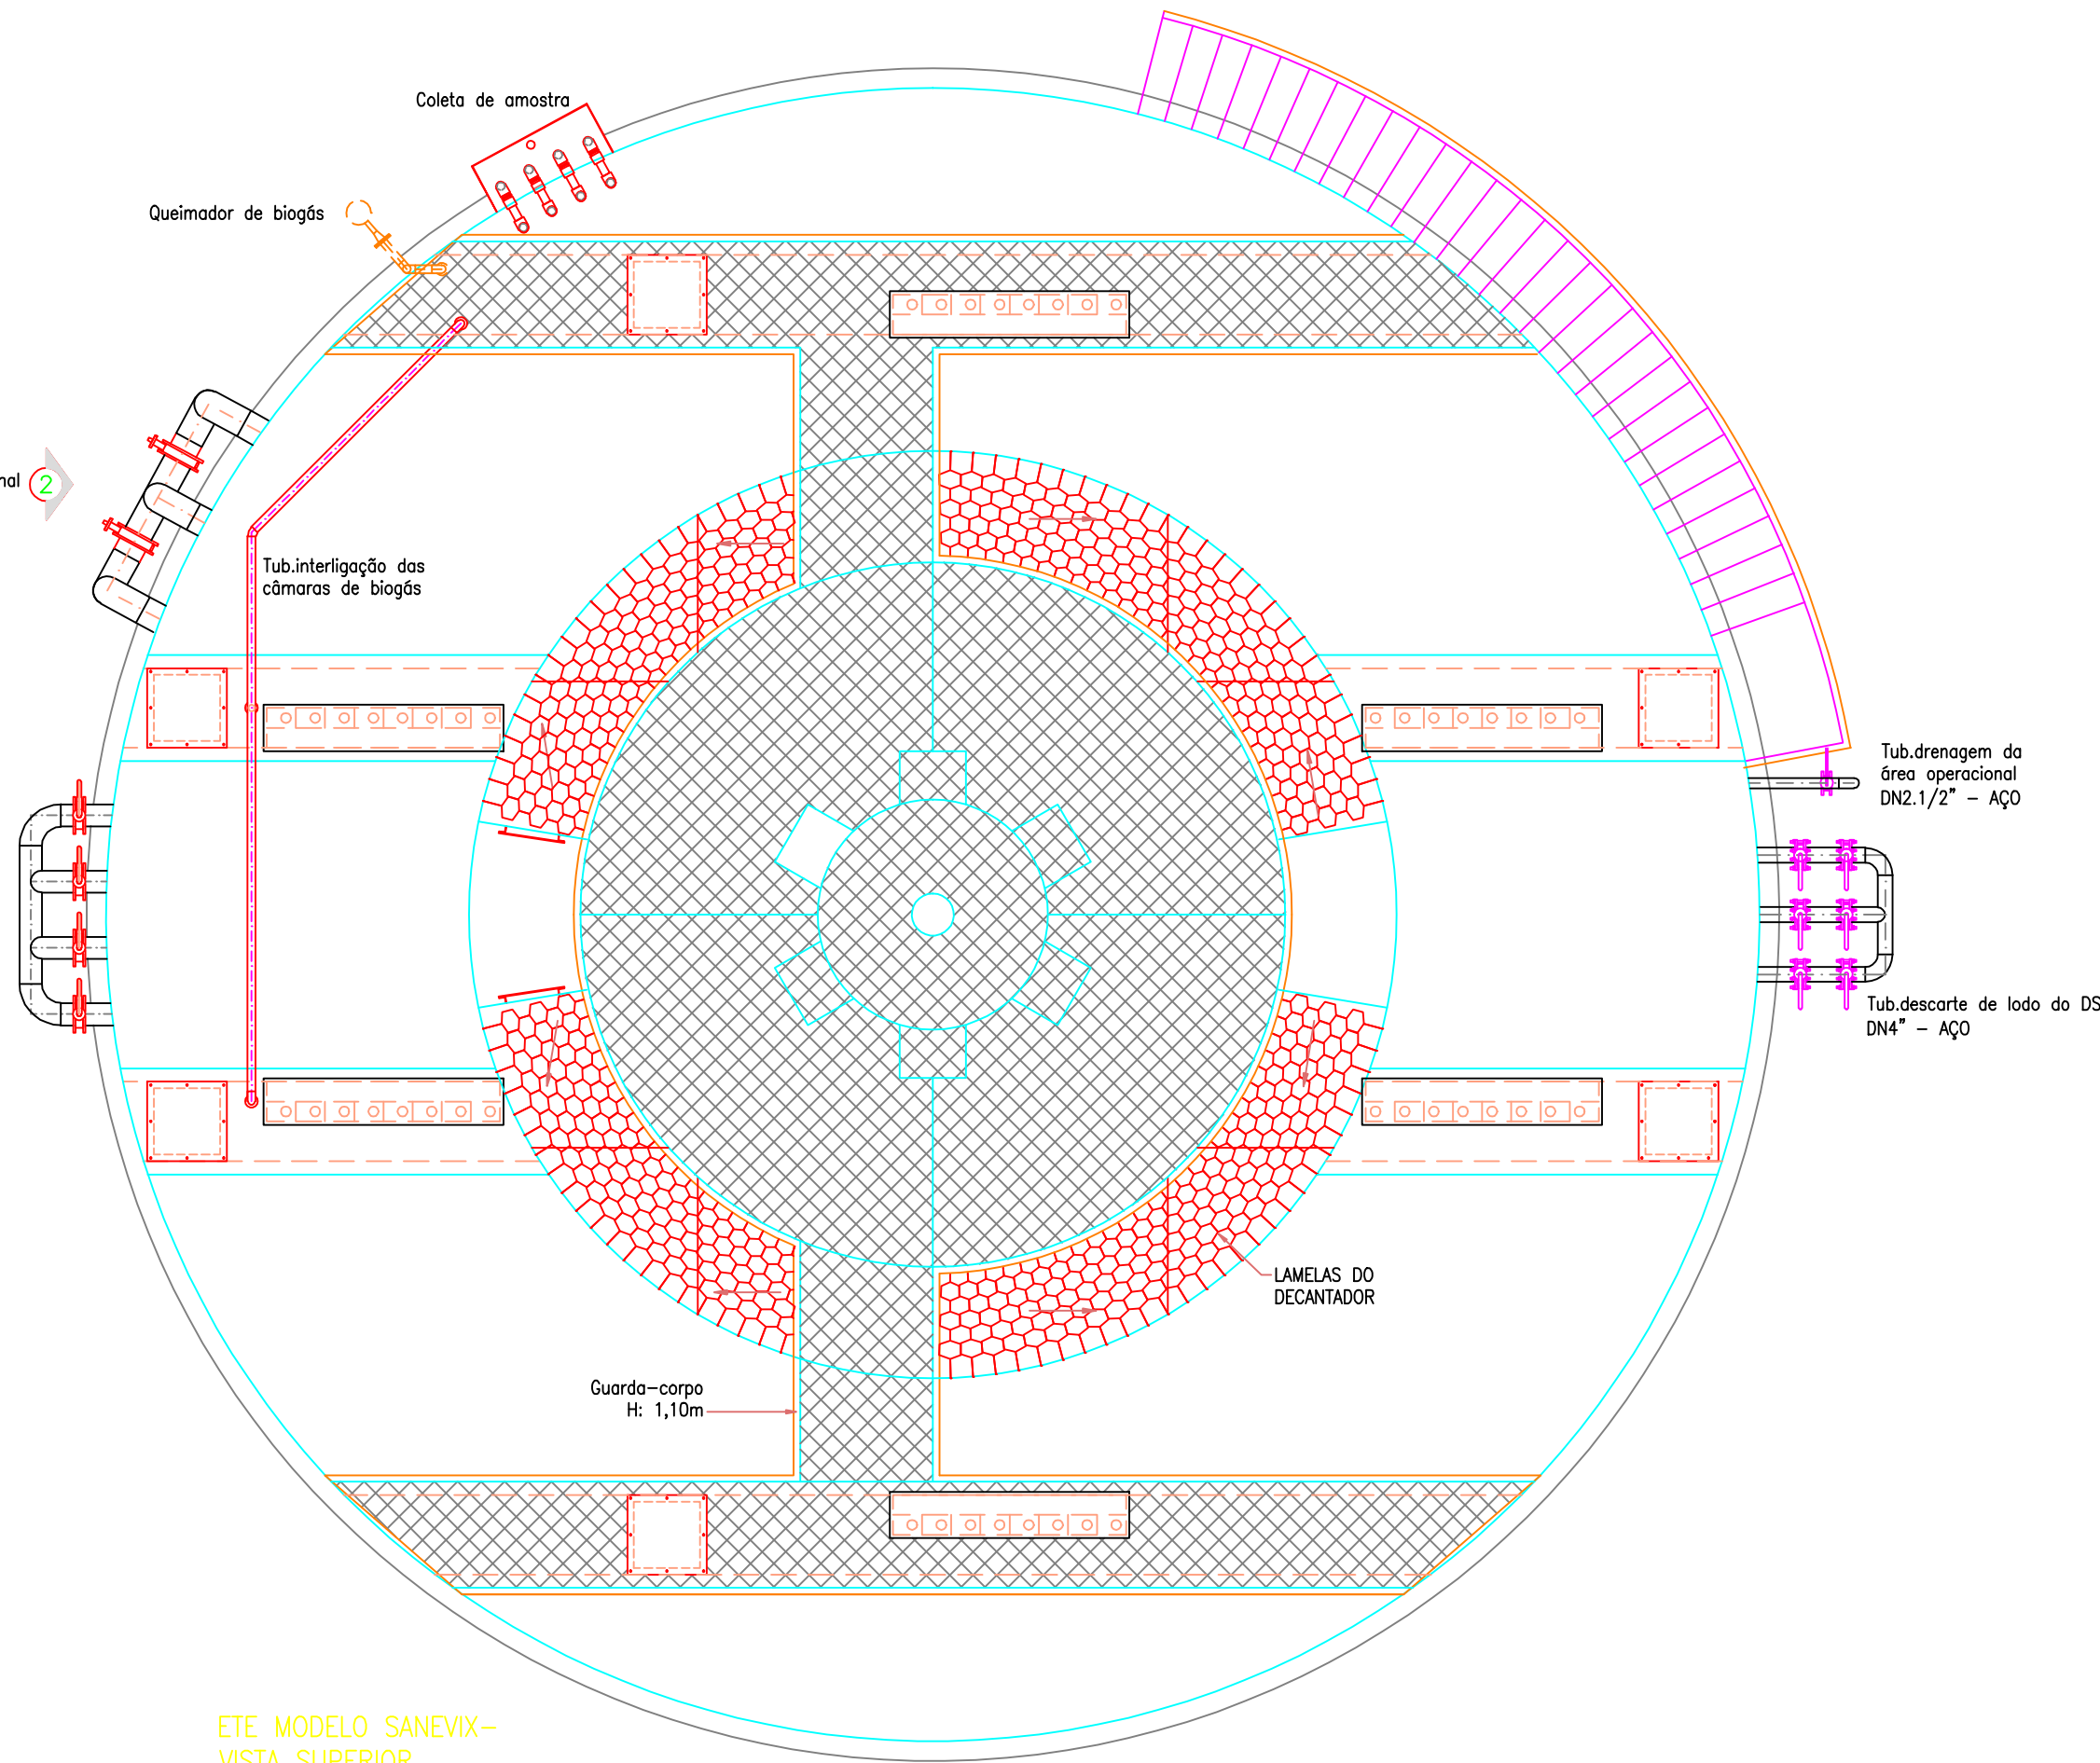 Coleta de amostra
Queimador de biogás
2
Tub.interligação das
câmaras de biogás
Tub.drenagem da
área operacional
DN2.1/2" - AÇO
Tub.descarte de lodo do DS
DN4" - AÇO
LAMELAS DO
DECANTADOR
Guarda-corpo
H: 1,10m
ETE MODELO SANEVIX-
VISTA SUPERIOR